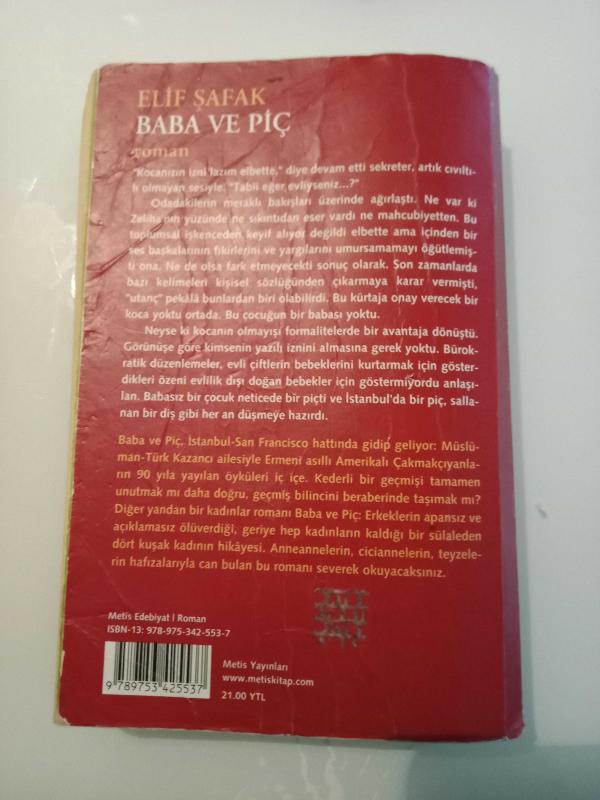 ELİF ŞAFAK
BABA VE PİÇ
roman
"Kocanızın izni lazım elbette," diye devam etti sekreter, artık cıvıltı-
lı olmayan sesiyle. "Tabii eğer evliyseniz...?"
Odadakilerin meraklı bakışları üzerinde ağırlaştı. Ne var ki
Zeliha'nın yüzünde ne sıkıntıdan eser vardı ne mahcubiyetten. Bu
toplumsal işkenceden keyif alıyor değildi elbette ama içinden bir
ses başkalarının fikirlerini ve yargılarını umursamamayı öğütlemiş-
ti ona. Ne de olsa fark etmeyecekti sonuç olarak. Son zamanlarda
bazı kelimeleri kişisel sözlüğünden çıkarmaya karar vermişti,
"utanç" pekâlâ bunlardan biri olabilirdi. Bu kürtaja onay verecek bir
koca yoktu ortada. Bu çocuğun bir babası yoktu.
Neyse ki kocanın olmayışı formalitelerde bir avantaja dönüştü.
Görünüşe göre kimsenin yazılı iznini almasına gerek yoktu. Bürok-
ratik düzenlemeler, evli çiftlerin bebeklerini kurtarmak için göster-
dikleri özeni evlilik dışı doğan bebekler için göstermiyordu anlaşı-
lan. Babasız bir çocuk neticede bir piçti ve İstanbul'da bir piç, salla-
nan bir diş gibi her an düşmeye hazırdı.
Baba ve Piç, İstanbul-San Francisco hattında gidip geliyor: Müslü-
man-Türk Kazancı ailesiyle Ermeni asıllı Amerikalı Çakmakçıyanla-
rın 90 yıla yayılan öyküleri iç içe. Kederli bir geçmişi tamamen
unutmak mı daha doğru, geçmiş bilincini beraberinde taşımak mı?
Diğer yandan bir kadınlar romanı Baba ve Piç: Erkeklerin apansız ve
açıklamasız ölüverdiği, geriye hep kadınların kaldığı bir sülaleden
dört kuşak kadının hikâyesi. Anneannelerin, ciciannelerin, teyzele-
rin hafızalarıyla can bulan bu romanı severek okuyacaksınız.
Metis Edebiyat | Roman
ISBN-13: 978-975-342-553-7
9 789753 425537
Metis Yayınları
www.metiskitap.com
21.00 YTL